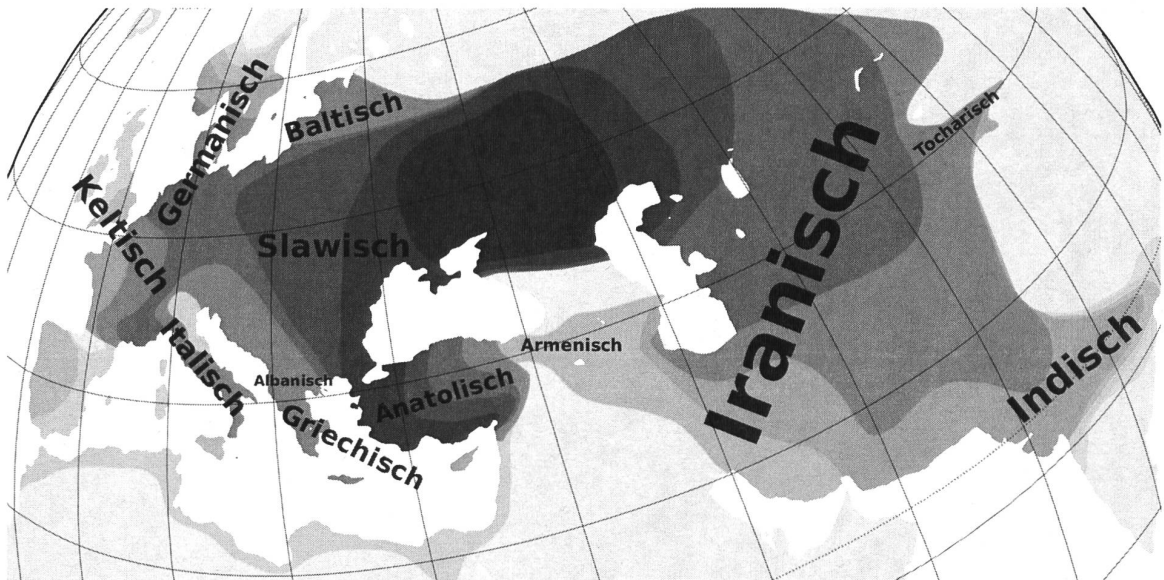 Germanisch
Baltisch
Keltisch
Slawisch
Tocharisch
Iranisch
Italisch
Armenisch
Albanisch
Anatolisch
Griechisch
Indisch